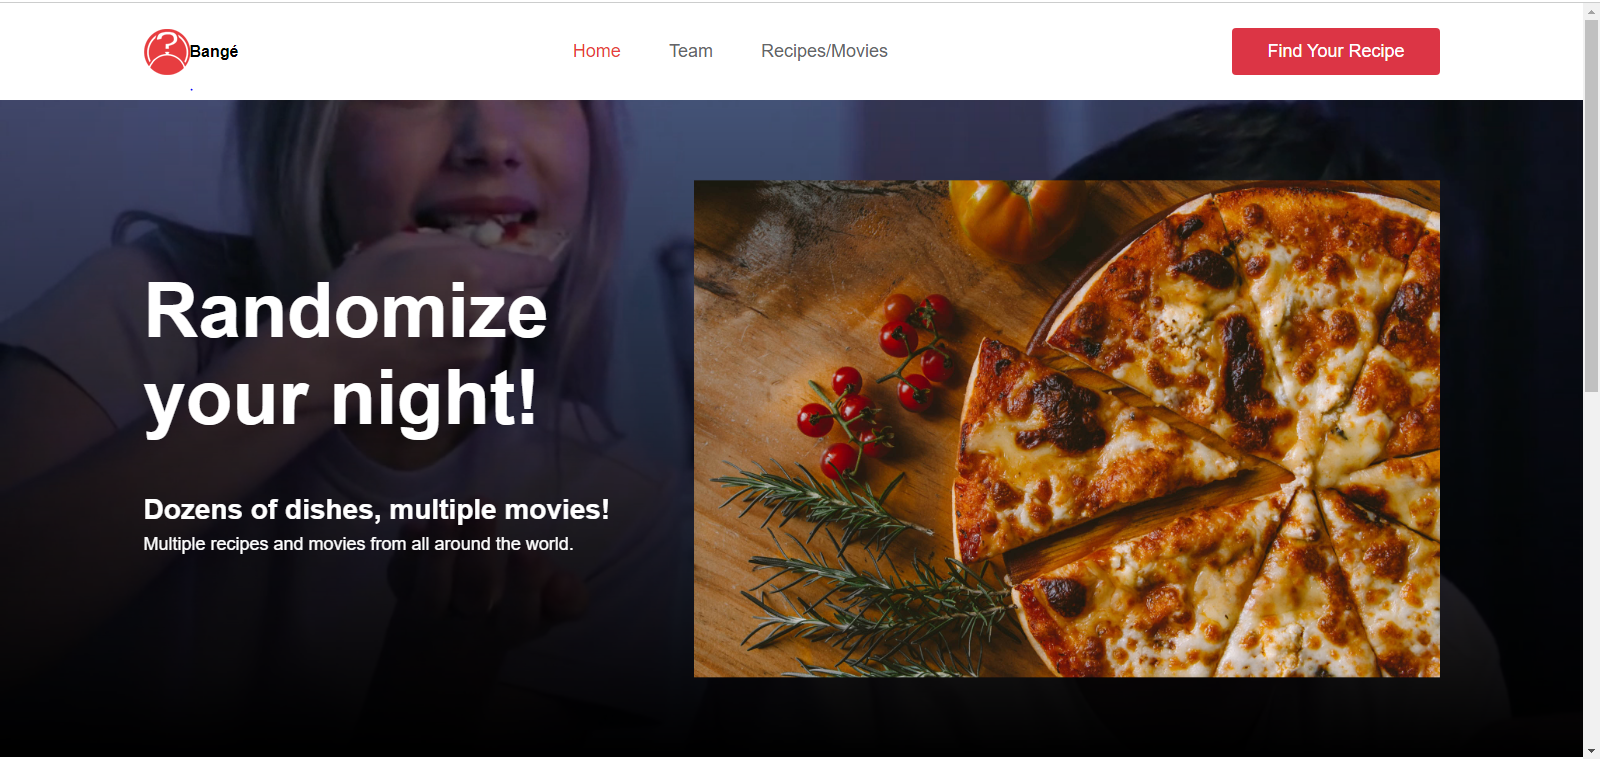 ?
Bangé
.
Home
Team
Recipes/Movies
Find Your Recipe
Randomize
your night!
Dozens of dishes, multiple movies!
Multiple recipes and movies from all around the world.